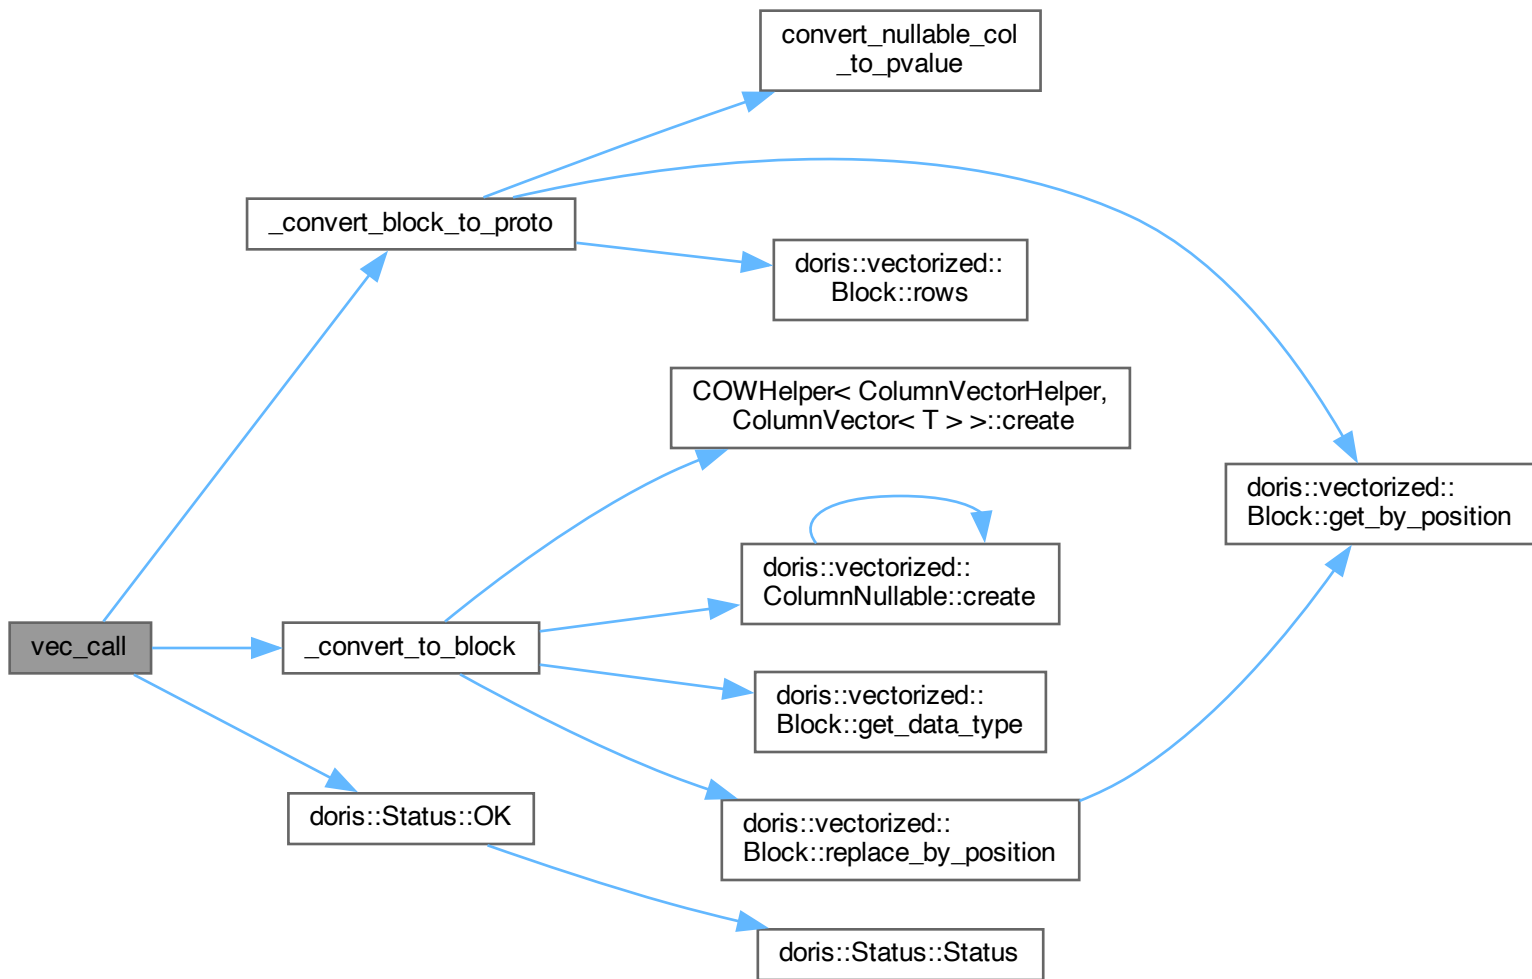 convert_nullable_col
_to_pvalue
_convert_block_to_proto
doris::vectorized::
Block::rows
COWHelper< ColumnVectorHelper,
ColumnVector< T > >::create
doris::vectorized::
Block::get_by_position
doris::vectorized::
ColumnNullable::create
vec_call
_convert_to_block
doris::vectorized::
Block::get_data_type
doris::Status::OK
doris::vectorized::
Block::replace_by_position
doris::Status::Status